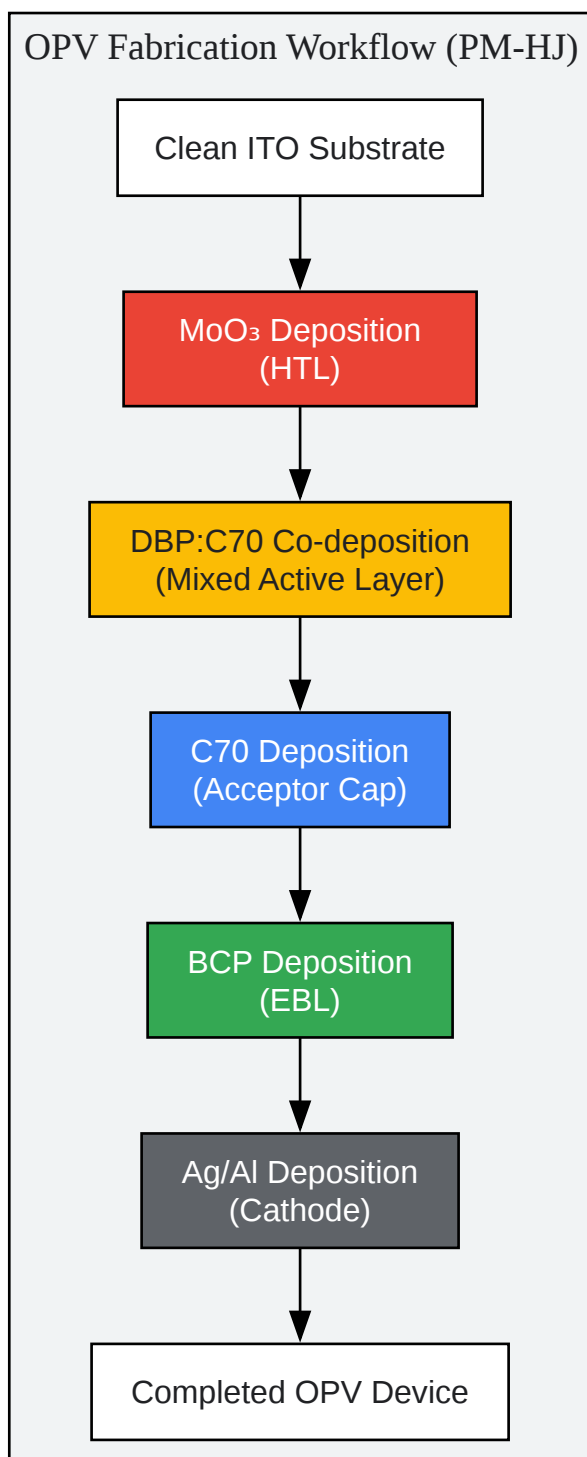 OPV Fabrication Workflow (PM-HJ)
Clean ITO Substrate
MoO₃ Deposition
(HTL)
DBP:C70 Co-deposition
(Mixed Active Layer)
C70 Deposition
(Acceptor Cap)
BCP Deposition
(EBL)
Ag/Al Deposition
(Cathode)
Completed OPV Device